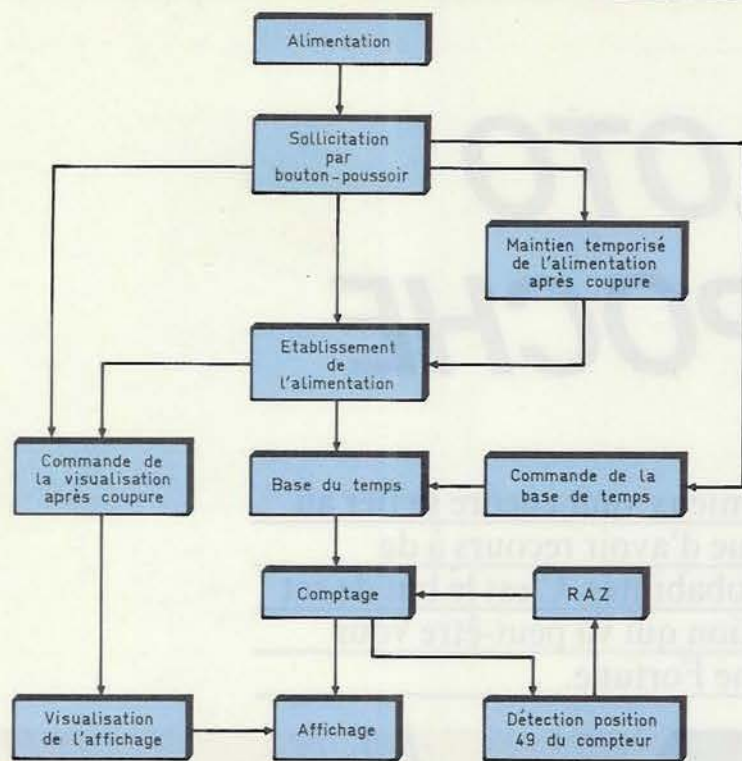 Alimentation
Sollicitation
par
bouton-poussoir
Maintien temporisé
de l'alimentation
après coupure
Etablissement
de
l'alimentation
Commande de
la visualisation
après coupure
Base du temps
Commande de la
base de temps
Comptage
RAZ
Visualisation
de l'affichage
Affichage
Détection position
49 du compteur